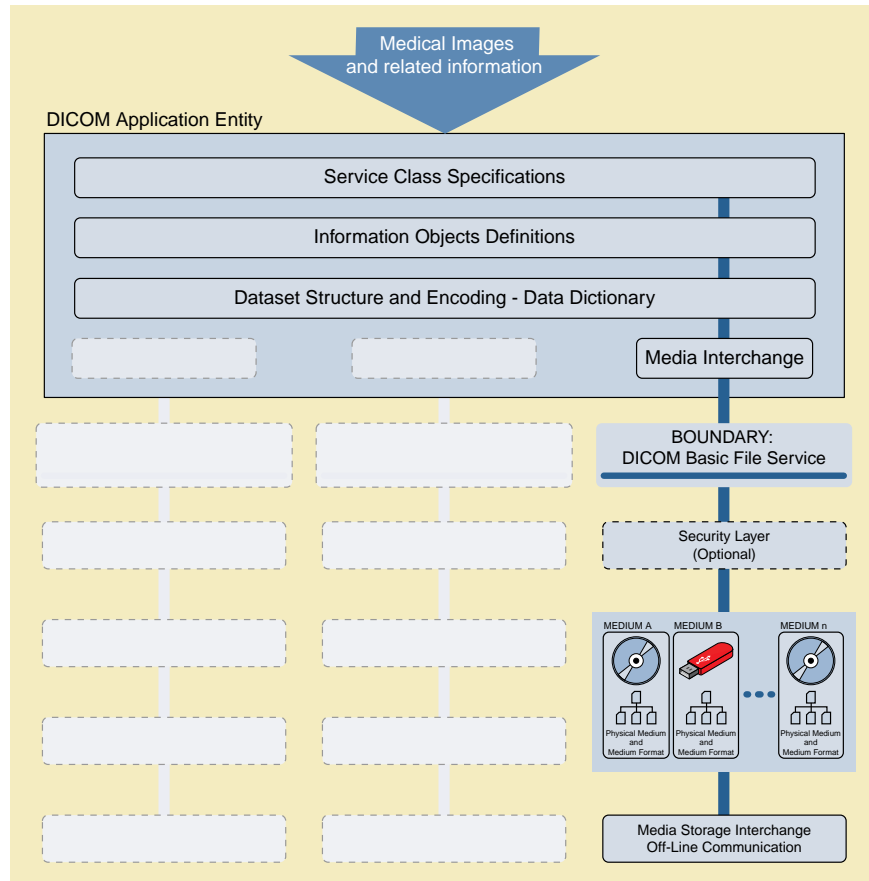 Medical Images
and related information
DICOM Application Entity
Service Class Specifications
Information Objects Definitions
Dataset Structure and Encoding - Data Dictionary
Media Interchange
BOUNDARY:
DICOM Basic File Service
Security Layer
(Optional)
MEDIUM A
MEDIUM B
MEDIUM n
Physical Medium
and
Medium Format
Physical Medium
and
Medium Format
Physical Medium
and
Medium Format
Media Storage Interchange
Off-Line Communication